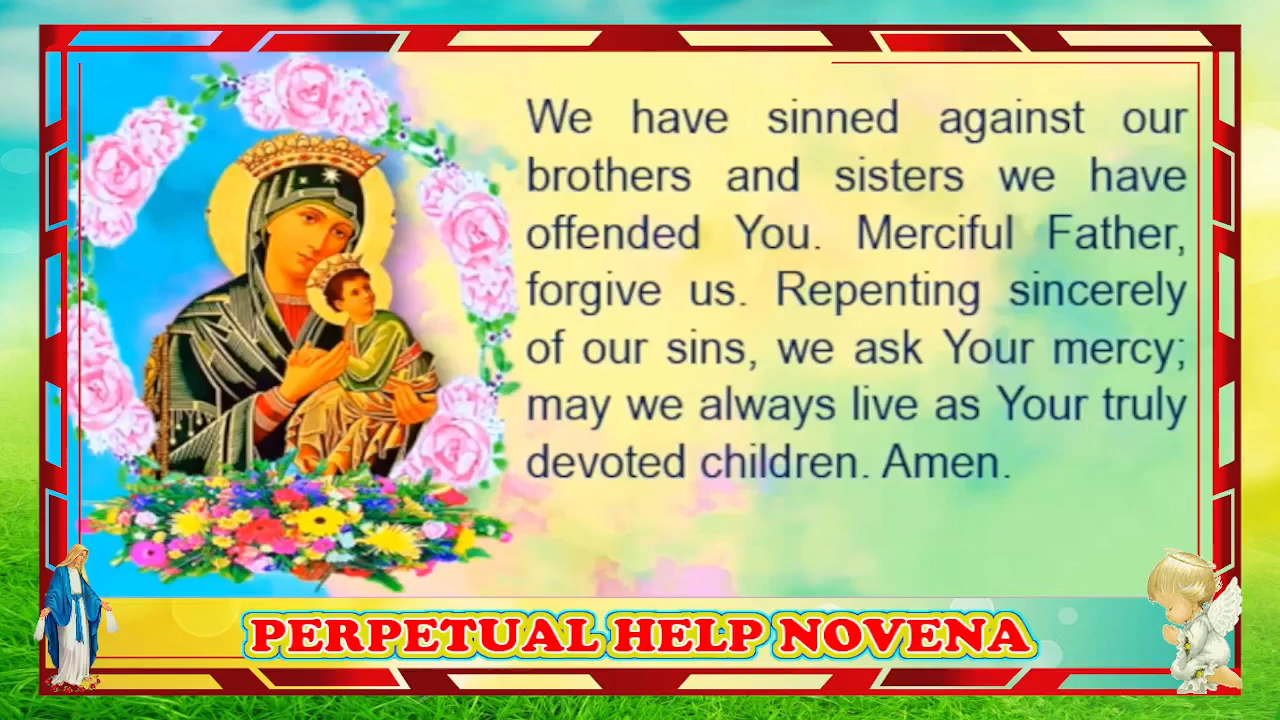 We have sinned against our
brothers and sisters we have
offended You. Merciful Father,
forgive us. Repenting sincerely
of our sins, we ask Your mercy;
may we always live as Your truly
devoted children. Amen.
PERPETUAL HELP NOVENA